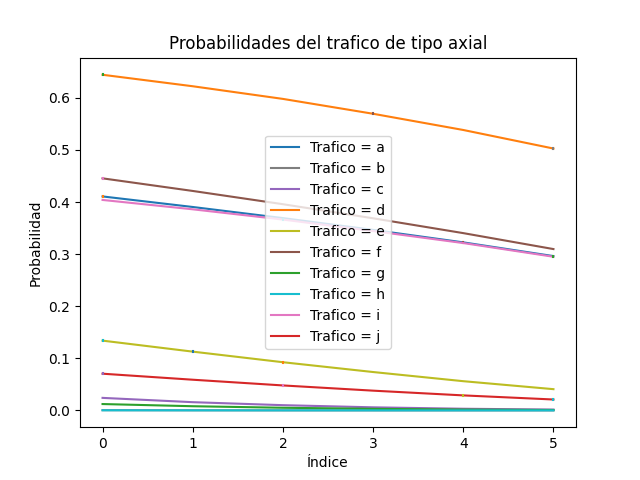 Probabilidades del trafico de tipo axial
Probabilidad
0.6
0.5
0.4
0.3
0.2
0.1
0.0
Trafico = a
Trafico = b
Trafico = c
Trafico = d
Trafico = e
Trafico = f
Trafico = g
Trafico = h
Trafico = i
Trafico = j
0 1 2 3 4 5
Índice